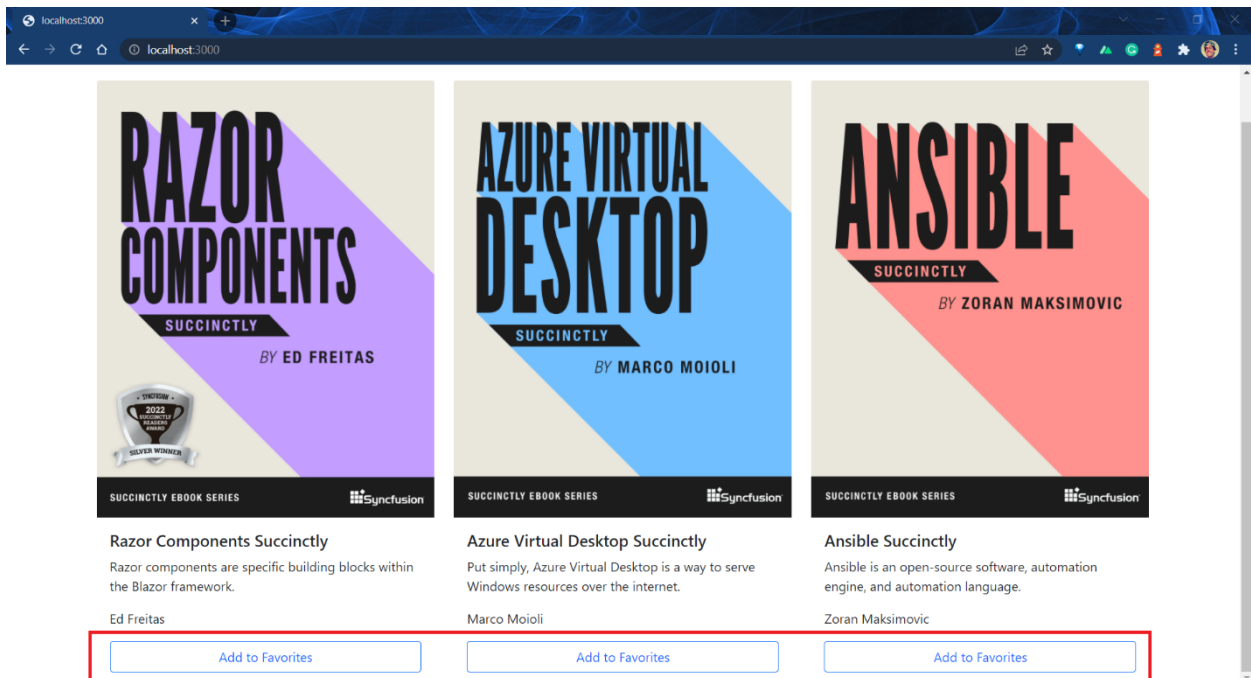 localhost:3000
localhost:3000
RAZOR
COMPONENTS
SUCCINCTLY
BY ED FREITAS
SYNCFUSION
2022
SUCCINCTLY
READERS
AWARD
SILVER WINNER
SUCCINCTLY EBOOK SERIES
Syncfusion
AZURE VIRTUAL
DESKTOP
SUCCINCTLY
BY MARCO MOIOLI
SUCCINCTLY EBOOK SERIES
Syncfusion
ANSIBLE
SUCCINCTLY
BY ZORAN MAKSIMOVIC
SUCCINCTLY EBOOK SERIES
Syncfusion
Razor Components Succinctly
Razor components are specific building blocks within
the Blazor framework.
Ed Freitas
Add to Favorites
Azure Virtual Desktop Succinctly
Put simply, Azure Virtual Desktop is a way to serve
Windows resources over the internet.
Marco Moioli
Add to Favorites
Ansible Succinctly
Ansible is an open-source software, automation
engine, and automation language.
Zoran Maksimovic
Add to Favorites